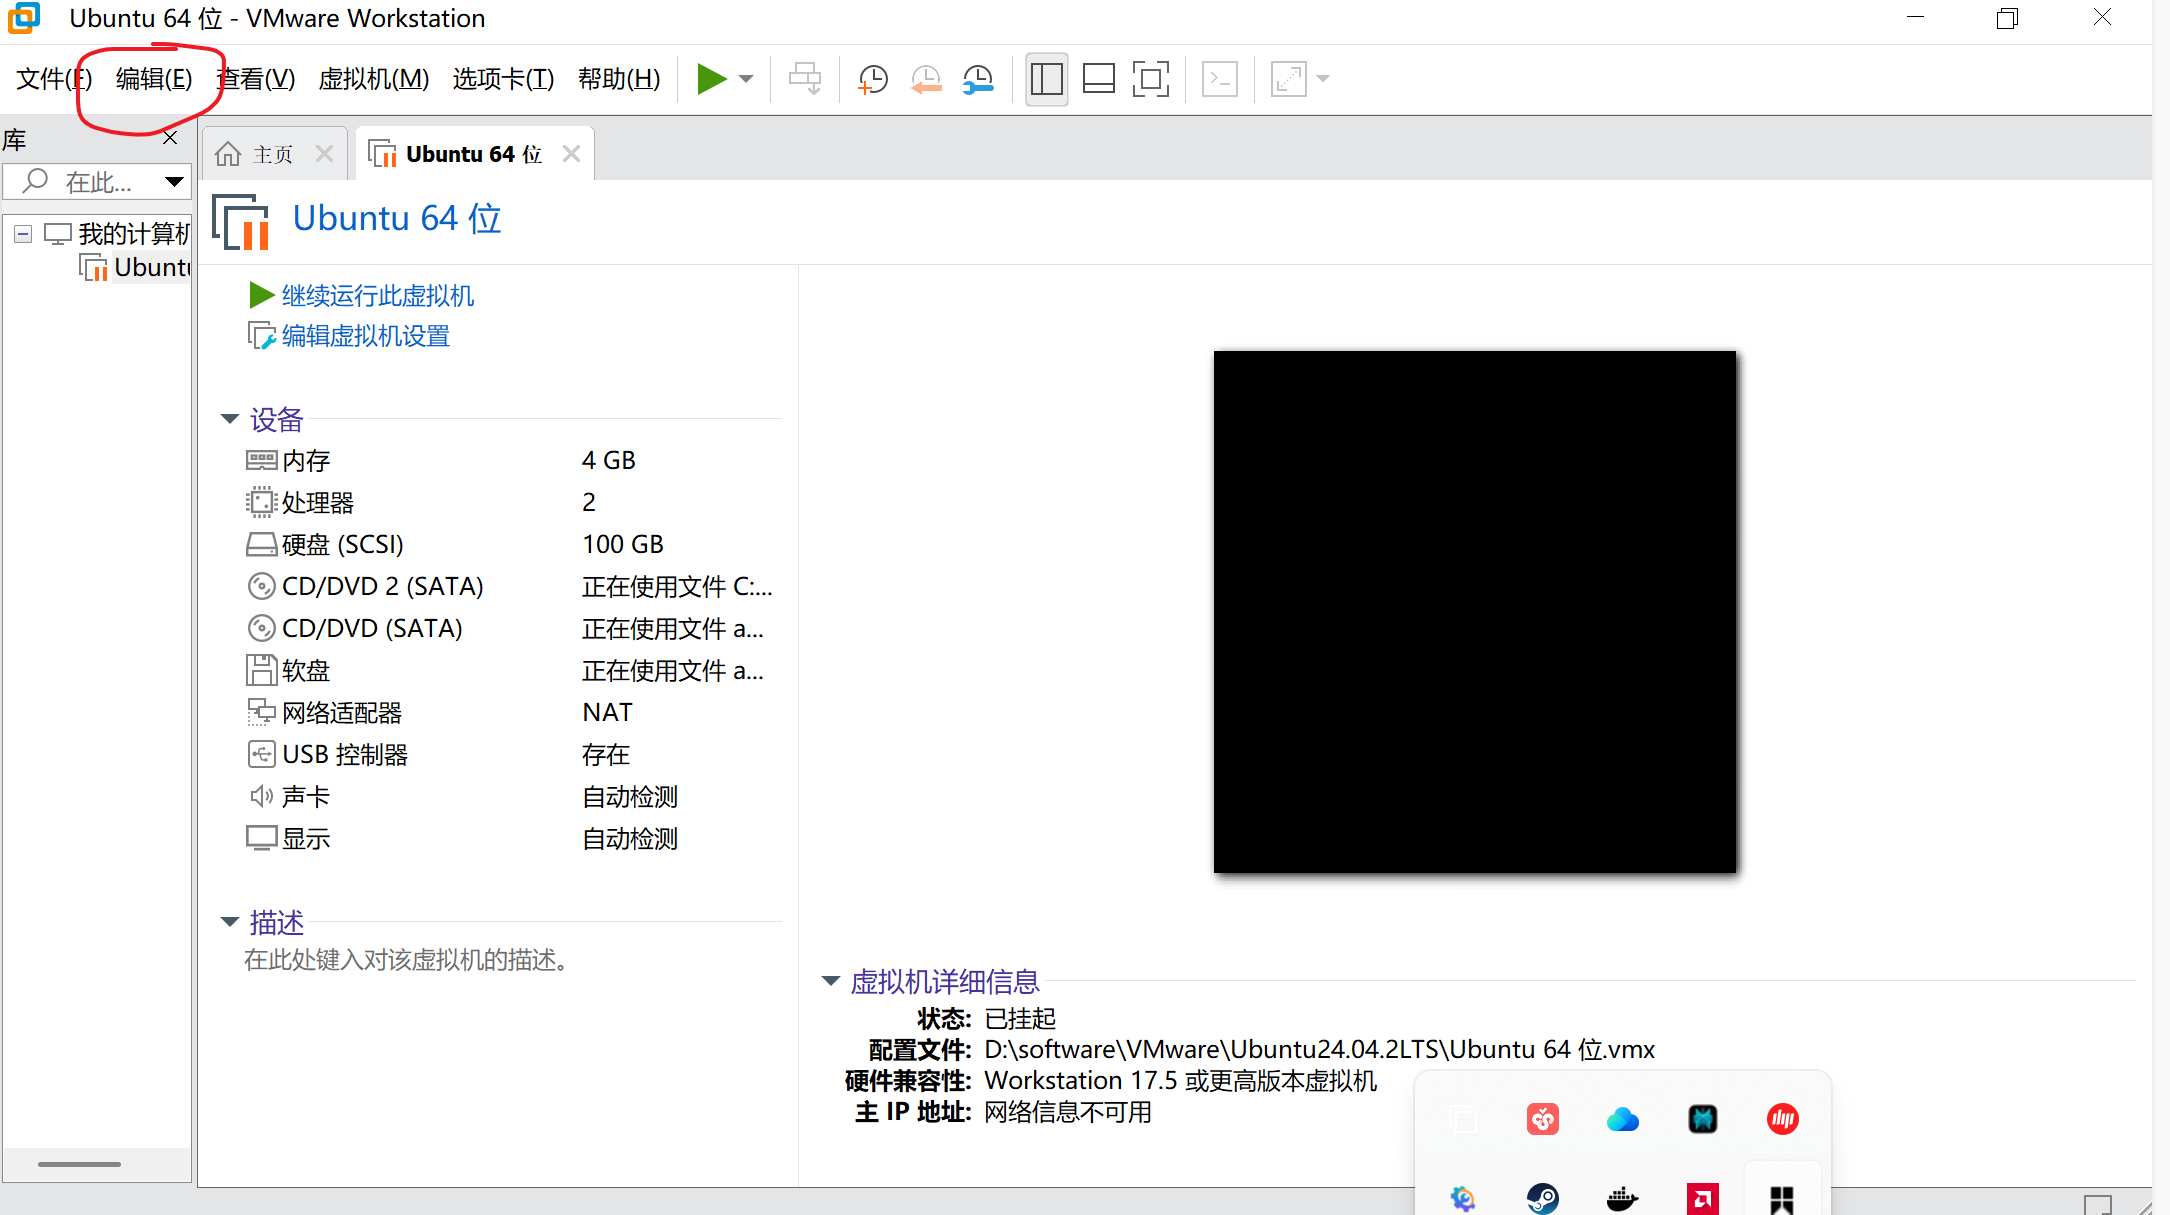 Ubuntu 64 位 - VMware Workstation
文件(F) 编辑(E) 查看(V) 虚拟机(M) 选项卡(T) 帮助(H)
库
在此...
我的计算机
Ubuntu
主页
Ubuntu 64 位
Ubuntu 64 位
继续运行此虚拟机
编辑虚拟机设置
设备
内存 4 GB
处理器 2
硬盘 (SCSI) 100 GB
CD/DVD 2 (SATA) 正在使用文件 C:...
CD/DVD (SATA) 正在使用文件 a...
软盘 正在使用文件 a...
网络适配器 NAT
USB 控制器 存在
声卡 自动检测
显示 自动检测
描述
在此处键入对该虚拟机的描述。
虚拟机详细信息
状态: 已挂起
配置文件: D:\software\VMware\Ubuntu24.04.2LTS\Ubuntu 64 位.vmx
硬件兼容性: Workstation 17.5 或更高版本虚拟机
主 IP 地址: 网络信息不可用